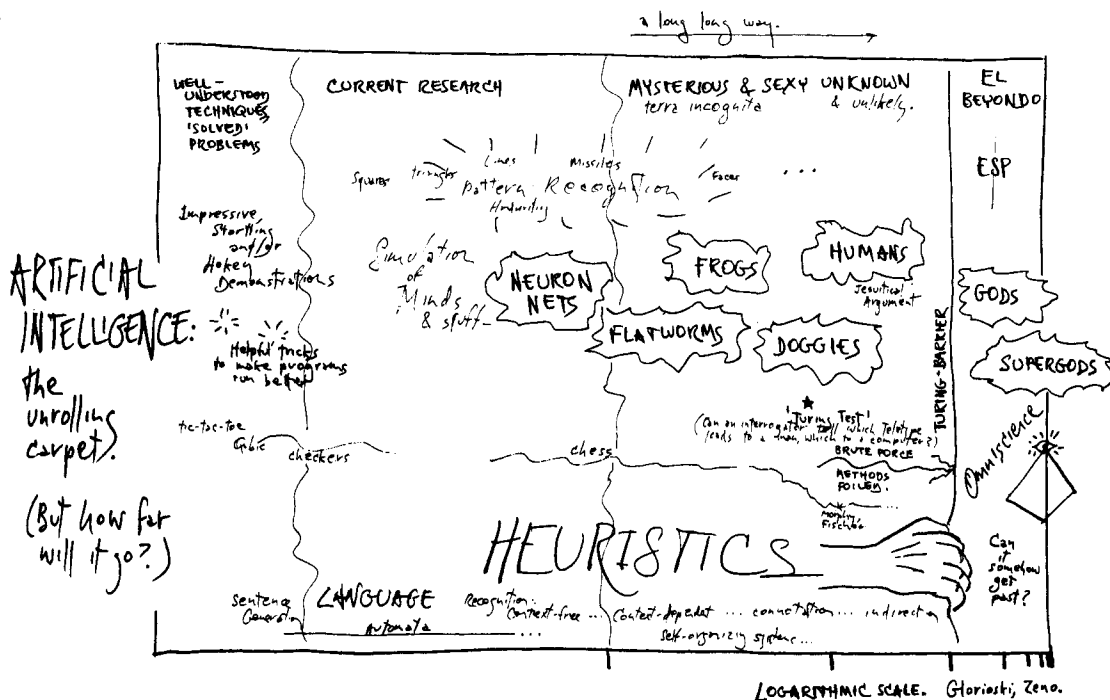 a long long way.
ARTIFICIAL
INTELLIGENCE:
the
unrolling
carpet.
(But how far
will it go?)
WELL-
UNDERSTOOD
TECHNIQUES,
'SOLVED'
PROBLEMS
Impressive,
Startling
and/or
Hokey
Demonstrations
Helpful tricks
to make programs
run better
tic-tac-toe
Cubic
checkers
chess
CURRENT RESEARCH
Lines
Missiles
Squares
triangles
Faces
...
Pattern Recognition
Handwriting
Simulation
of
Minds
& stuff
NEURON
NETS
MYSTERIOUS & SEXY UNKNOWN
terra incognita
& unlikely.
FROGS
HUMANS
Jesuitical
Argument
FLATWORMS
DOGGIES
'Turing Test'
(Can an interrogator tell which Teletype
leads to a man, which to a computer?)
BRUTE FORCE
METHODS
FOILED.
Morphy,
Fischer
...
TURING-BARRIER
EL
BEYONDO
ESP
GODS
SUPERGODS
Omniscience
Can
it
somehow
get
past?
HEURISTICS
Sentence
Generation
LANGUAGE
Automata
...
Recognition:
Context-free ...
Context-dependent ... connotation ... indirection
Self-organizing systems...
LOGARITHMIC SCALE. Glorioski, Zeno.